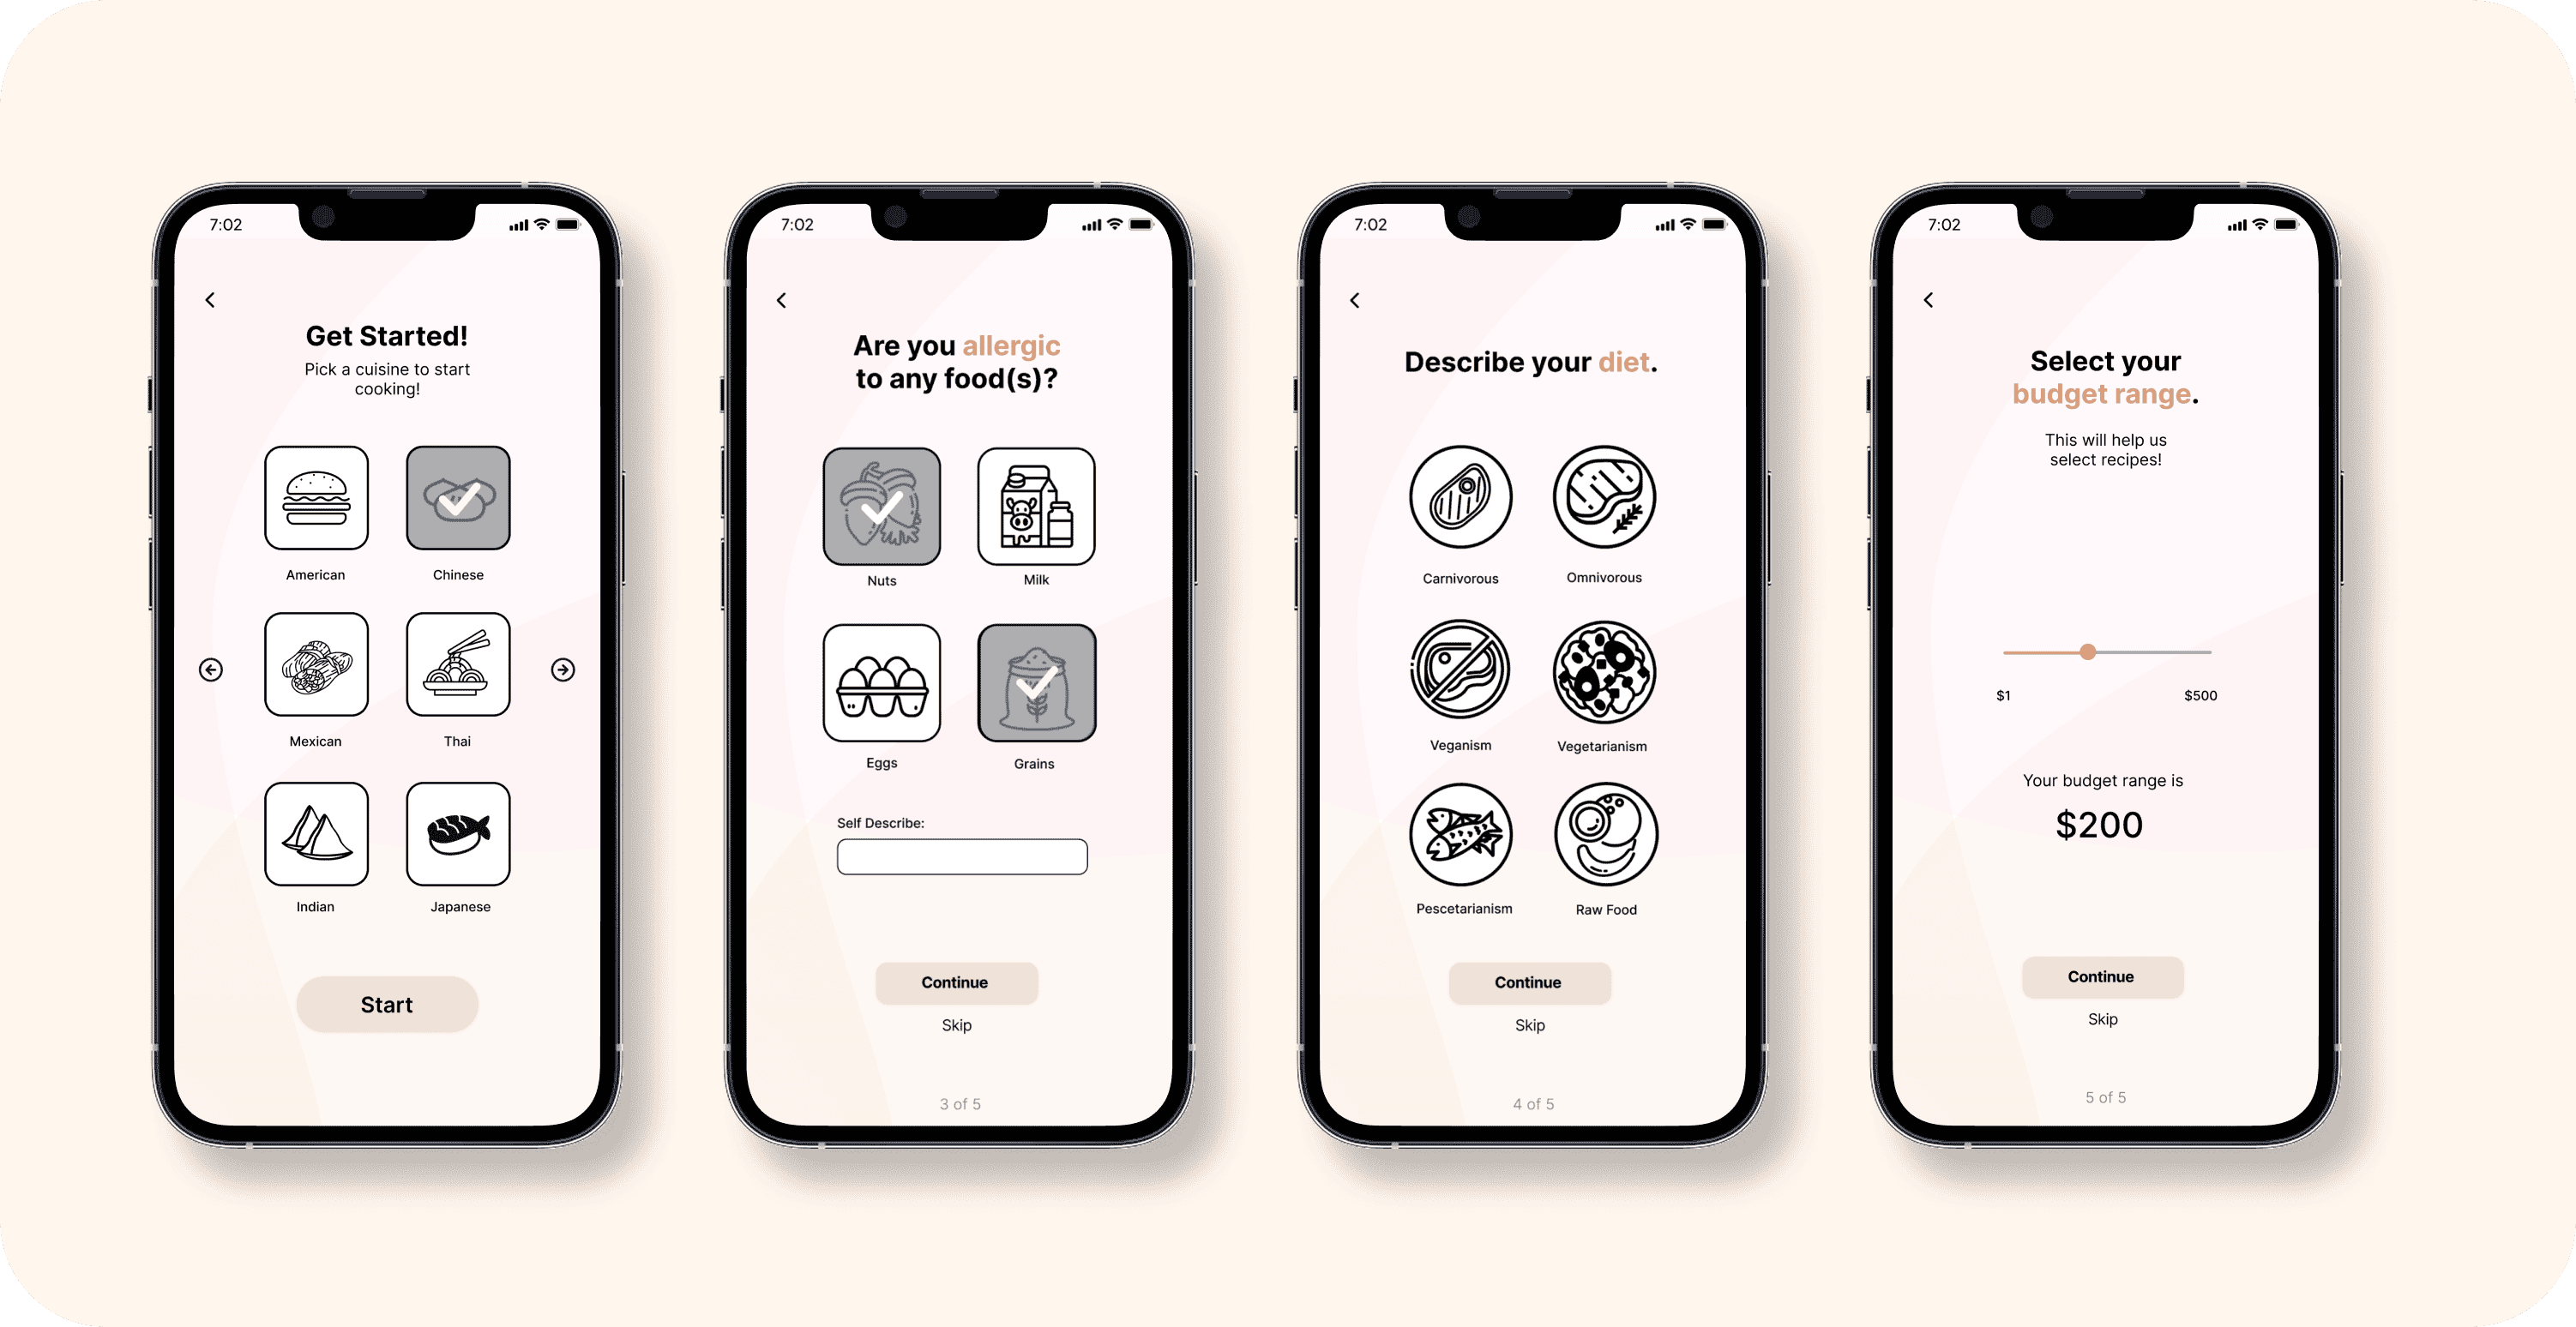 7:02
Get Started!
Pick a cuisine to start
cooking!
American
Chinese
Mexican
Thai
Indian
Japanese
Start
7:02
Are you allergic
to any food(s)?
Nuts
Milk
Eggs
Grains
Self Describe:
Continue
Skip
3 of 5
7:02
Describe your diet.
Carnivorous
Omnivorous
Veganism
Vegetarianism
Pescetarianism
Raw Food
Continue
Skip
4 of 5
7:02
Select your
budget range.
This will help us
select recipes!
$1
$500
Your budget range is
$200
Continue
Skip
5 of 5